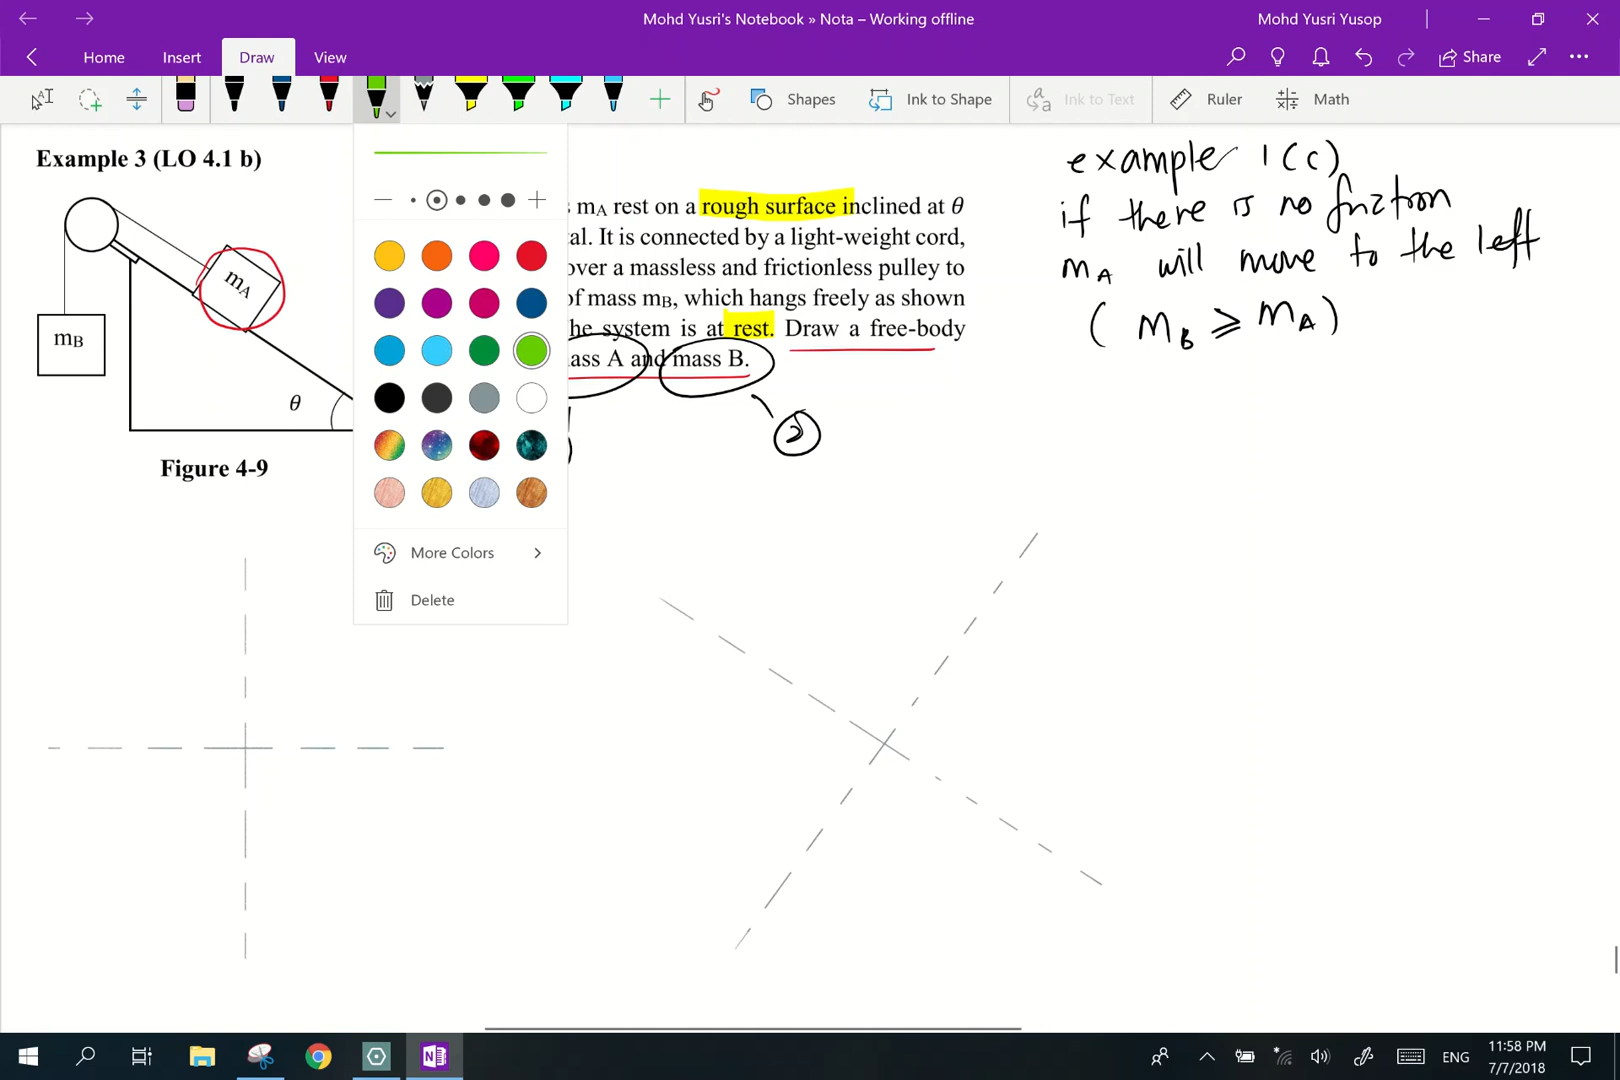 Mohd Yusri's Notebook » Nota – Working offline
Mohd Yusri Yusop
Home
Insert
Draw
View
Share
Shapes
Ink to Shape
Ink to Text
Ruler
Math
Example 3 (LO 4.1 b)
mA rest on a rough surface inclined at θ
tal. It is connected by a light-weight cord,
over a massless and frictionless pulley to
of mass mB, which hangs freely as shown
he system is at rest. Draw a free-body
ass A and mass B.
2
mA
mB
θ
Figure 4-9
More Colors
Delete
example 1(c)
if there is no friction
mA will move to the left
( mB ⩾ mA )
ENG
11:58 PM
7/7/2018